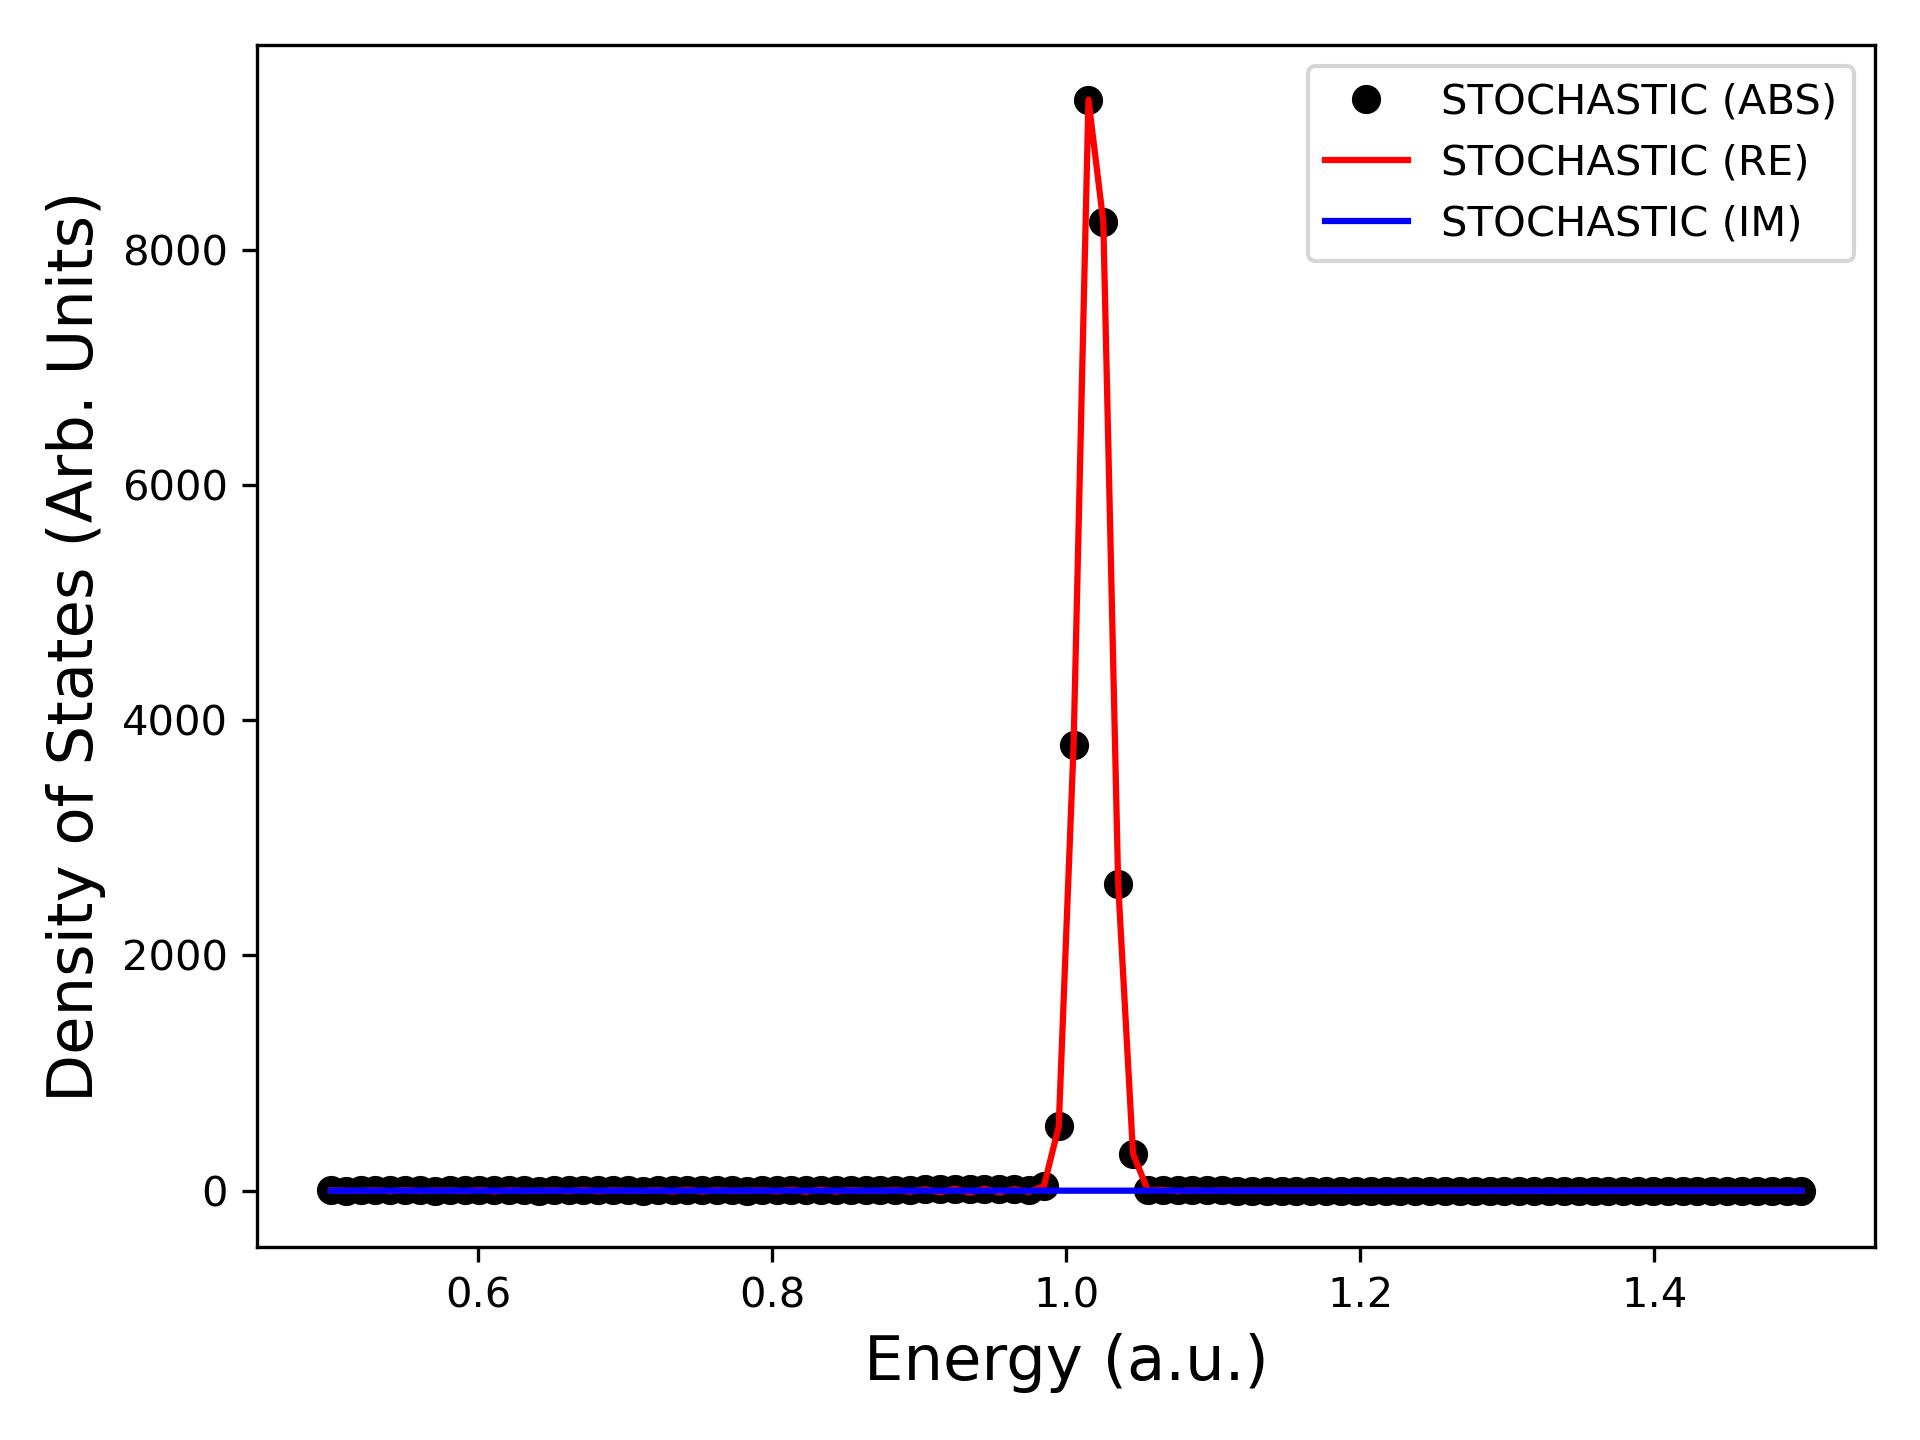 STOCHASTIC (ABS)
STOCHASTIC (RE)
STOCHASTIC (IM)
Density of States (Arb. Units)
8000
6000
4000
2000
0
0.6 0.8 1.0 1.2 1.4
Energy (a.u.)